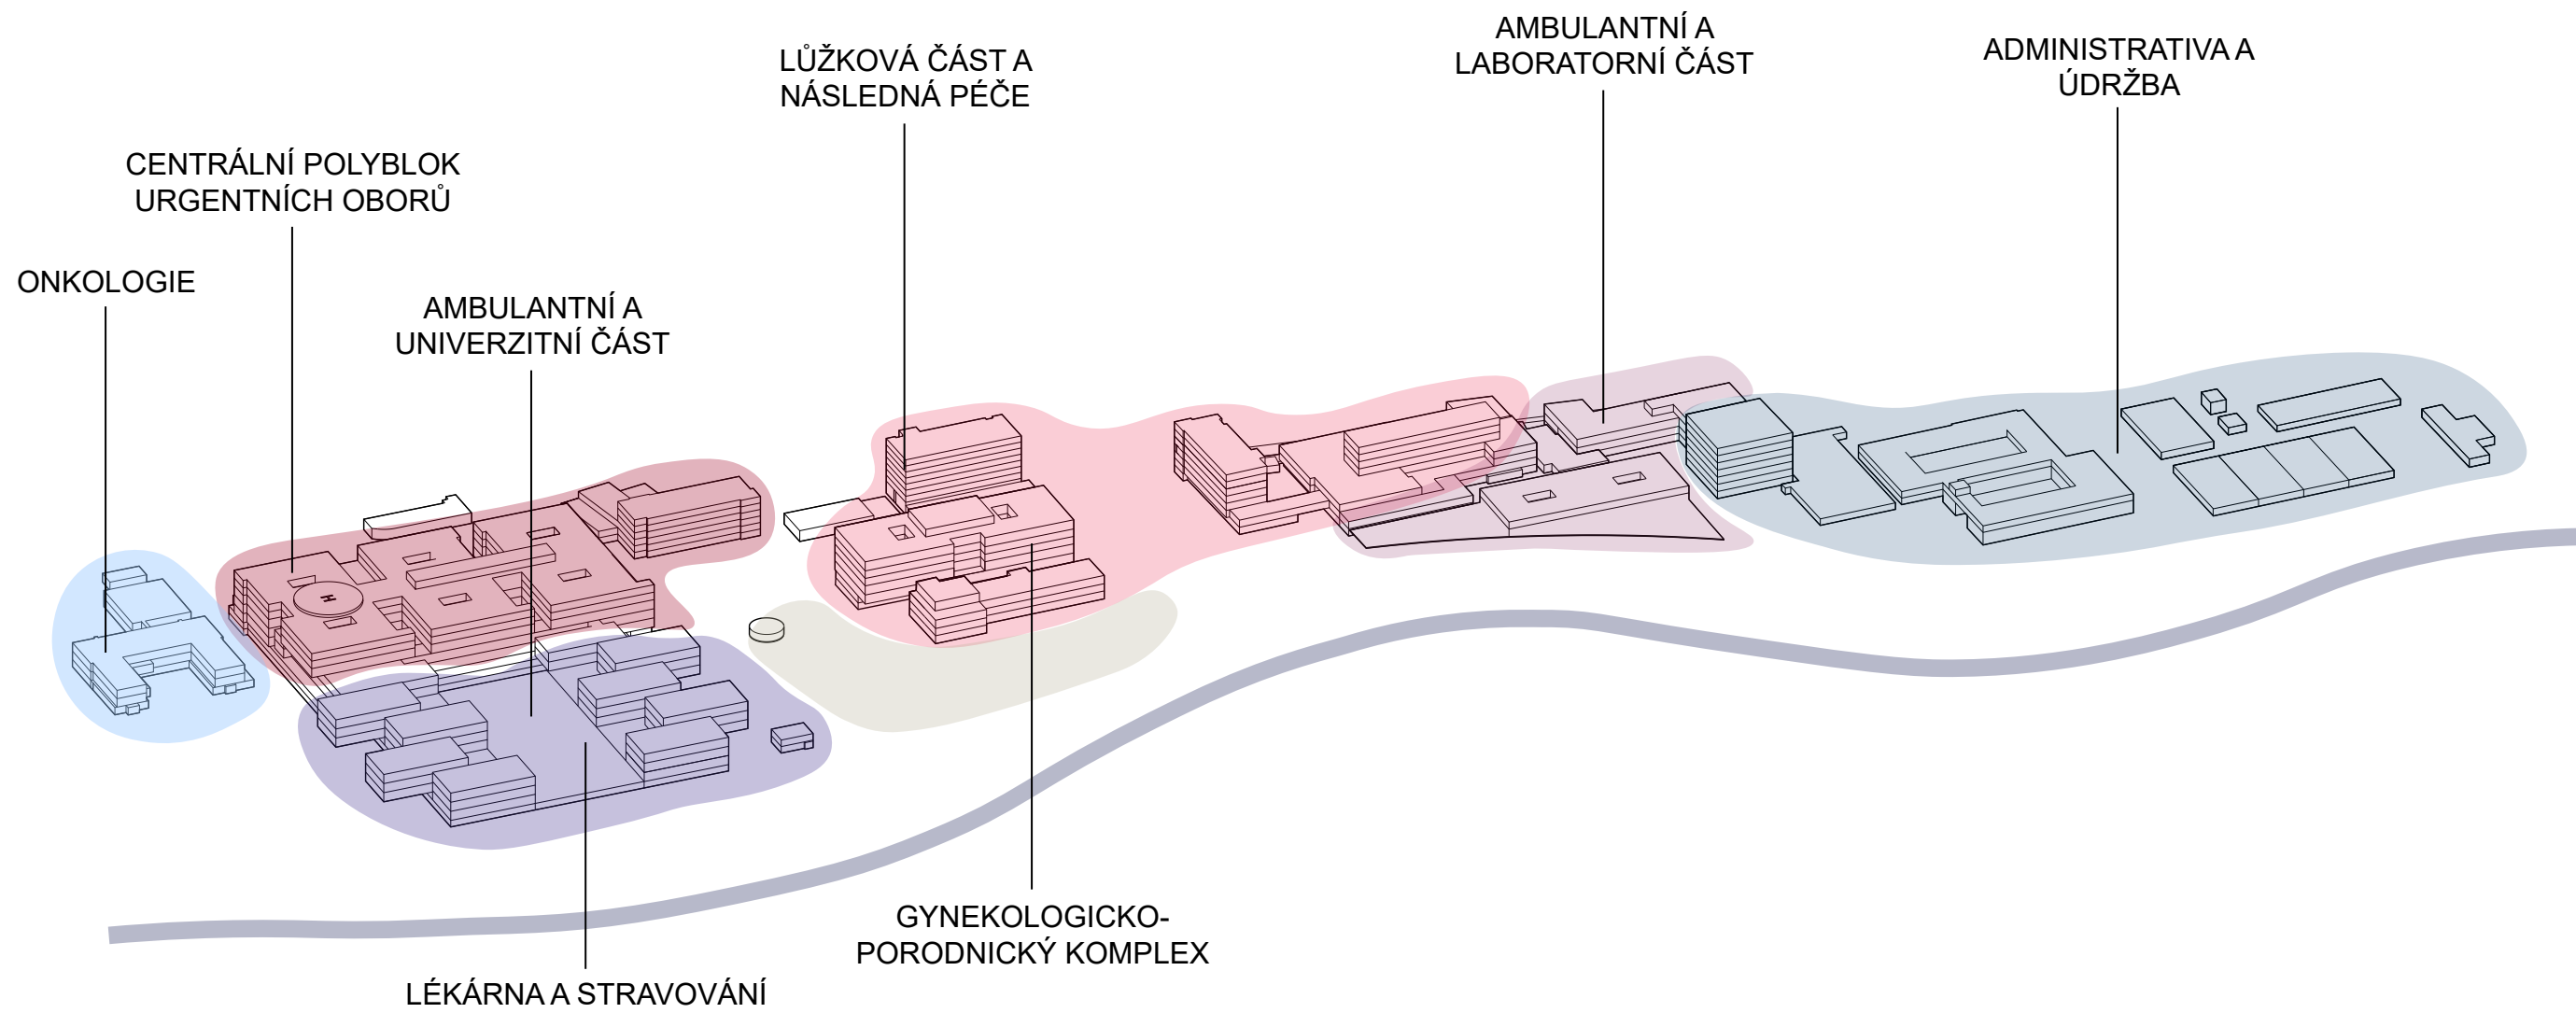 AMBULANTNÍ A
LABORATORNÍ ČÁST
ADMINISTRATIVA A
ÚDRŽBA
LŮŽKOVÁ ČÁST A
NÁSLEDNÁ PÉČE
CENTRÁLNÍ POLYBLOK
URGENTNÍCH OBORŮ
ONKOLOGIE
AMBULANTNÍ A
UNIVERZITNÍ ČÁST
H
GYNEKOLOGICKO-
PORODNICKÝ KOMPLEX
LÉKÁRNA A STRAVOVÁNÍ